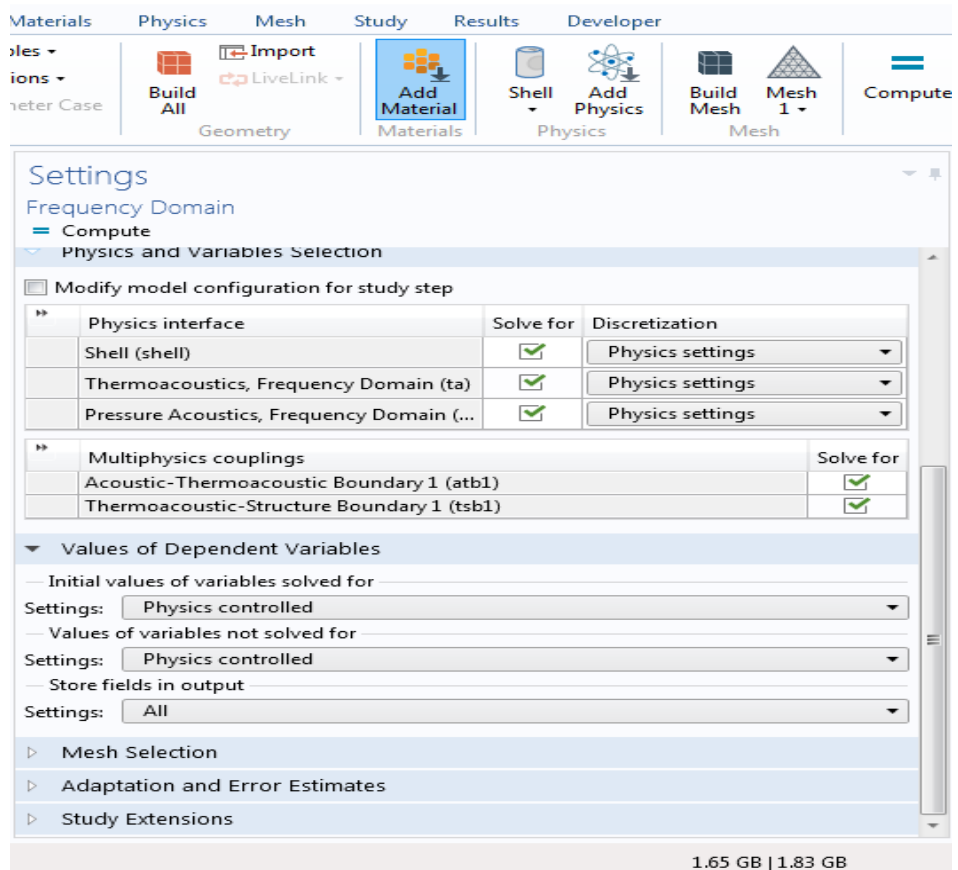 Materials Physics Mesh Study Results Developer
Import
LiveLink
Build All
Add Material
Shell
Add Physics
Build Mesh
Mesh 1
Compute
Geometry Materials Physics Mesh
Settings
Frequency Domain
= Compute
Physics and Variables Selection
Modify model configuration for study step
Physics interface Solve for Discretization
Shell (shell) Physics settings
Thermoacoustics, Frequency Domain (ta) Physics settings
Pressure Acoustics, Frequency Domain (... Physics settings
Multiphysics couplings Solve for
Acoustic-Thermoacoustic Boundary 1 (atb1)
Thermoacoustic-Structure Boundary 1 (tsb1)
Values of Dependent Variables
Initial values of variables solved for
Settings: Physics controlled
Values of variables not solved for
Settings: Physics controlled
Store fields in output
Settings: All
Mesh Selection
Adaptation and Error Estimates
Study Extensions
1.65 GB | 1.83 GB